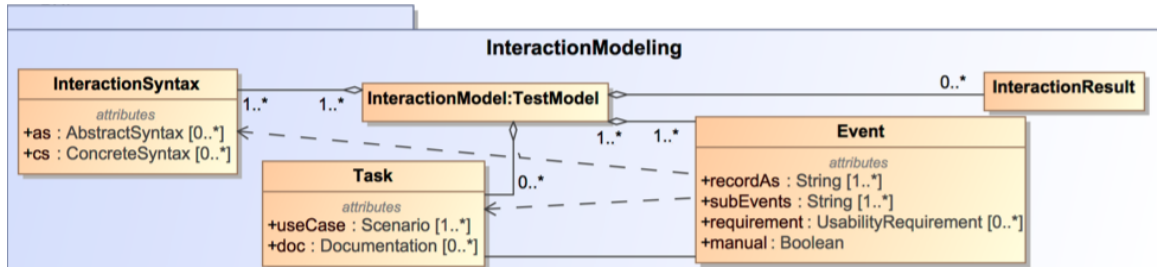 InteractionModeling
InteractionSyntax
attributes
+as : AbstractSyntax [0..*]
+cs : ConcreteSyntax [0..*]
1..*
1..*
InteractionModel:TestModel
0..*
InteractionResult
1..*
1..*
Event
attributes
+recordAs : String [1..*]
+subEvents : String [1..*]
+requirement : UsabilityRequirement [0..*]
+manual : Boolean
0..*
Task
attributes
+useCase : Scenario [1..*]
+doc : Documentation [0..*]